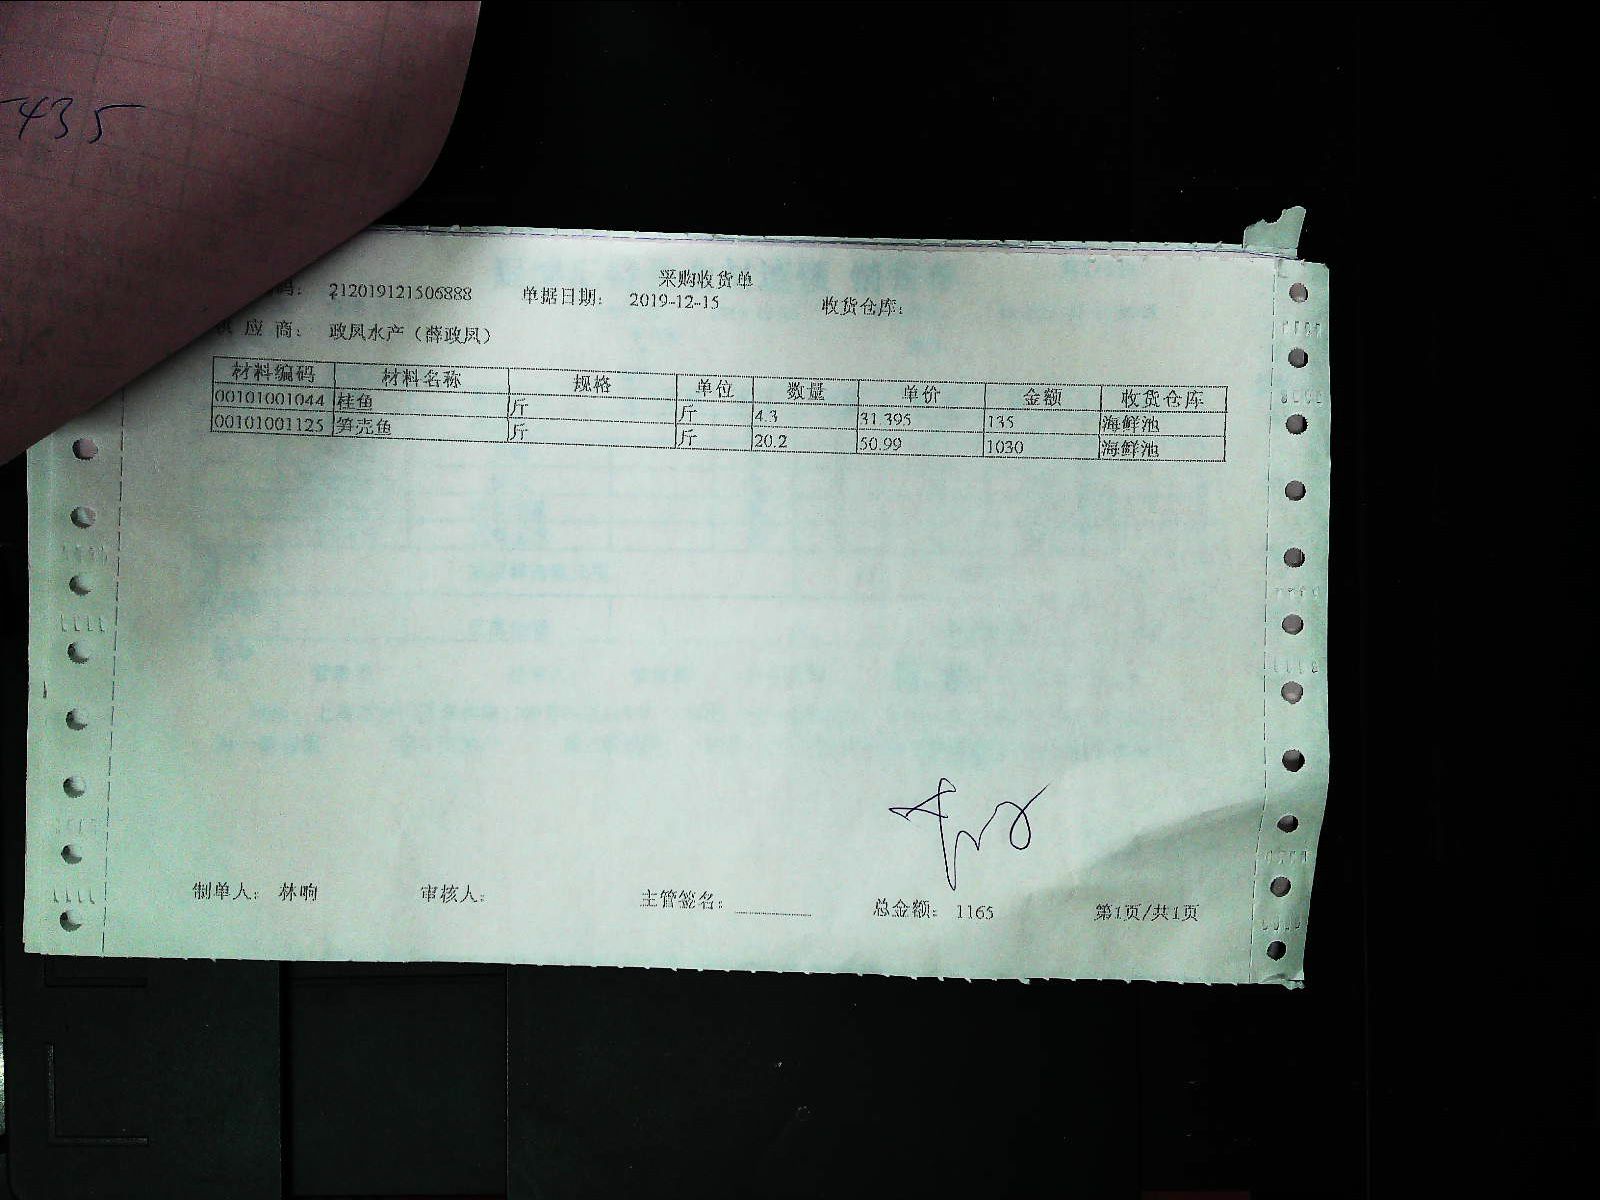 5435
采购收货单
码： 212019121506888 单据日期： 2019-12-15 收货仓库：
供 应 商： 政凤水产（薛政凤）
材料编码 材料名称 规格 单位 数量 单价 金额 收货仓库
00101001044 桂鱼 斤 斤 4.3 31.395 135 海鲜池
00101001125 笋壳鱼 斤 斤 20.2 50.99 1030 海鲜池
制单人： 林响 审核人： 主管签名： 总金额： 1165 第1页/共1页